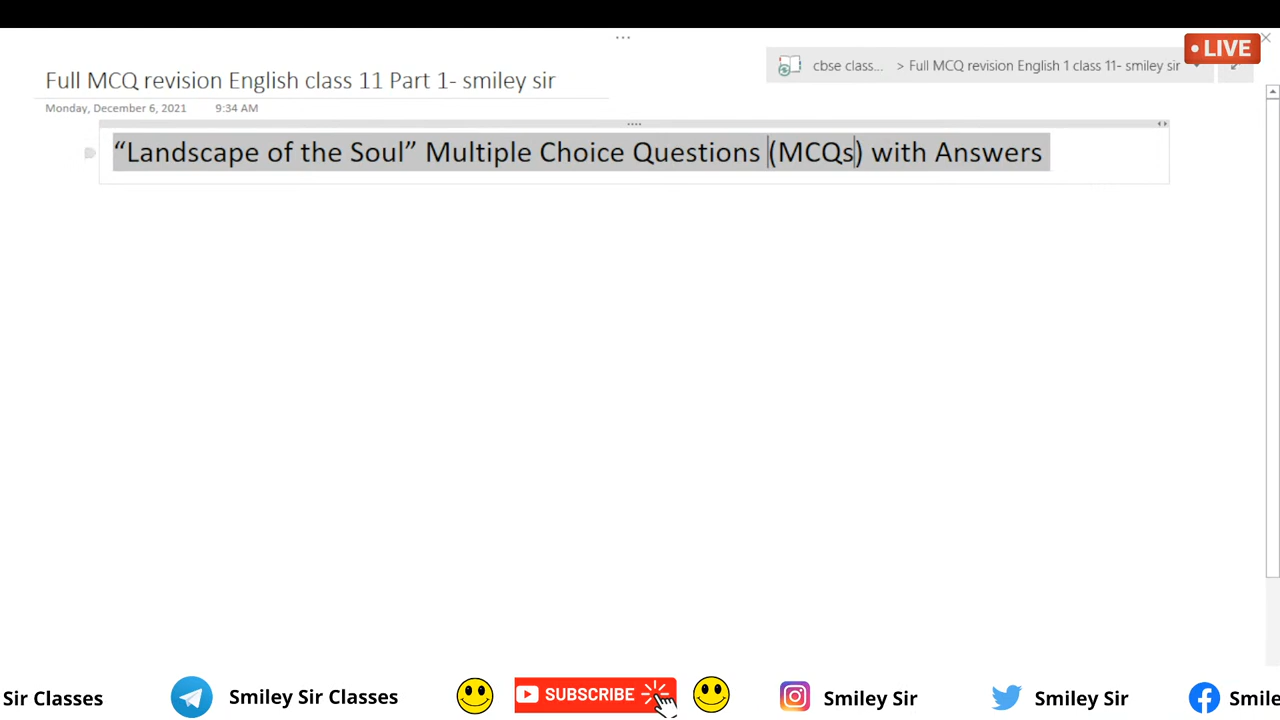 LIVE
cbse class... > Full MCQ revision English 1 class 11- smiley sir
Full MCQ revision English class 11 Part 1- smiley sir
Monday, December 6, 2021 9:34 AM
“Landscape of the Soul” Multiple Choice Questions (MCQs) with Answers
Sir Classes Smiley Sir Classes SUBSCRIBE Smiley Sir Smiley Sir Smile